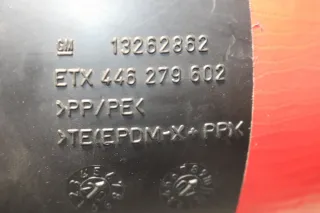 GM 13262862
ETX 446 279 602
>PP/PE<
>TE(EPDM-X+PP)<